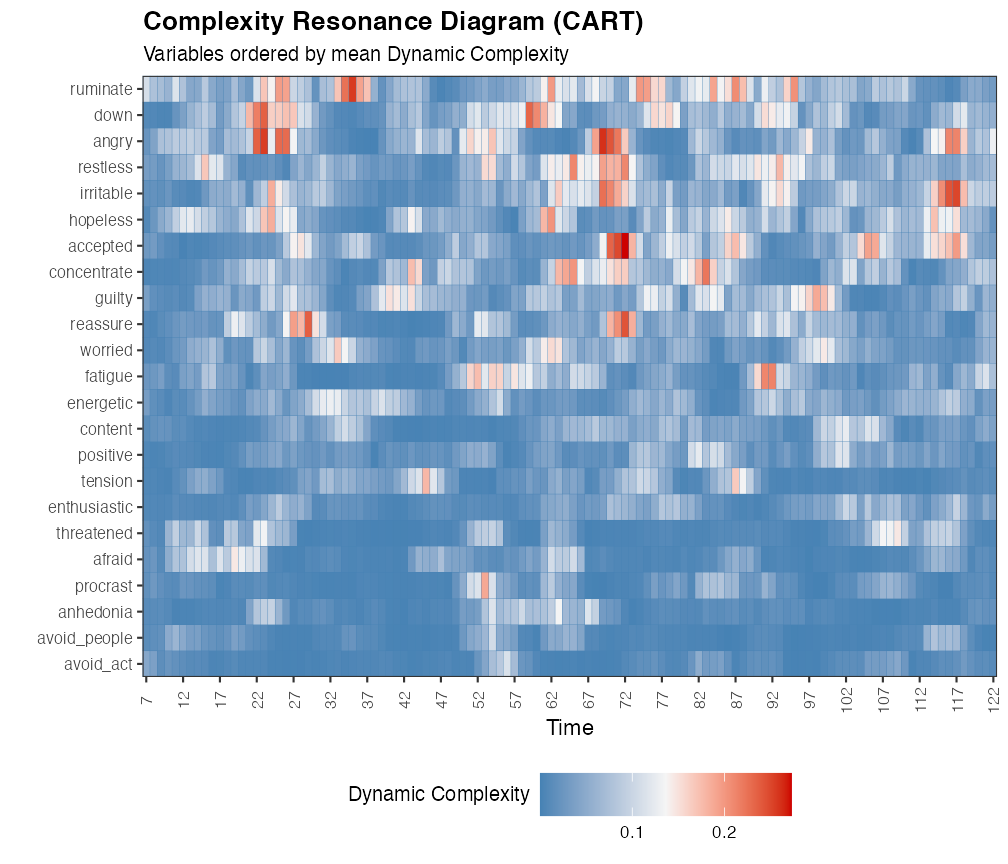 Complexity Resonance Diagram (CART)
Variables ordered by mean Dynamic Complexity
ruminate
down
angry
restless
irritable
hopeless
accepted
concentrate
guilty
reassure
worried
fatigue
energetic
content
positive
tension
enthusiastic
threatened
afraid
procrast
anhedonia
avoid_people
avoid_act
7 12 17 22 27 32 37 42 47 52 57 62 67 72 77 82 87 92 97 102 107 112 117 122
Time
Dynamic Complexity
0.1 0.2